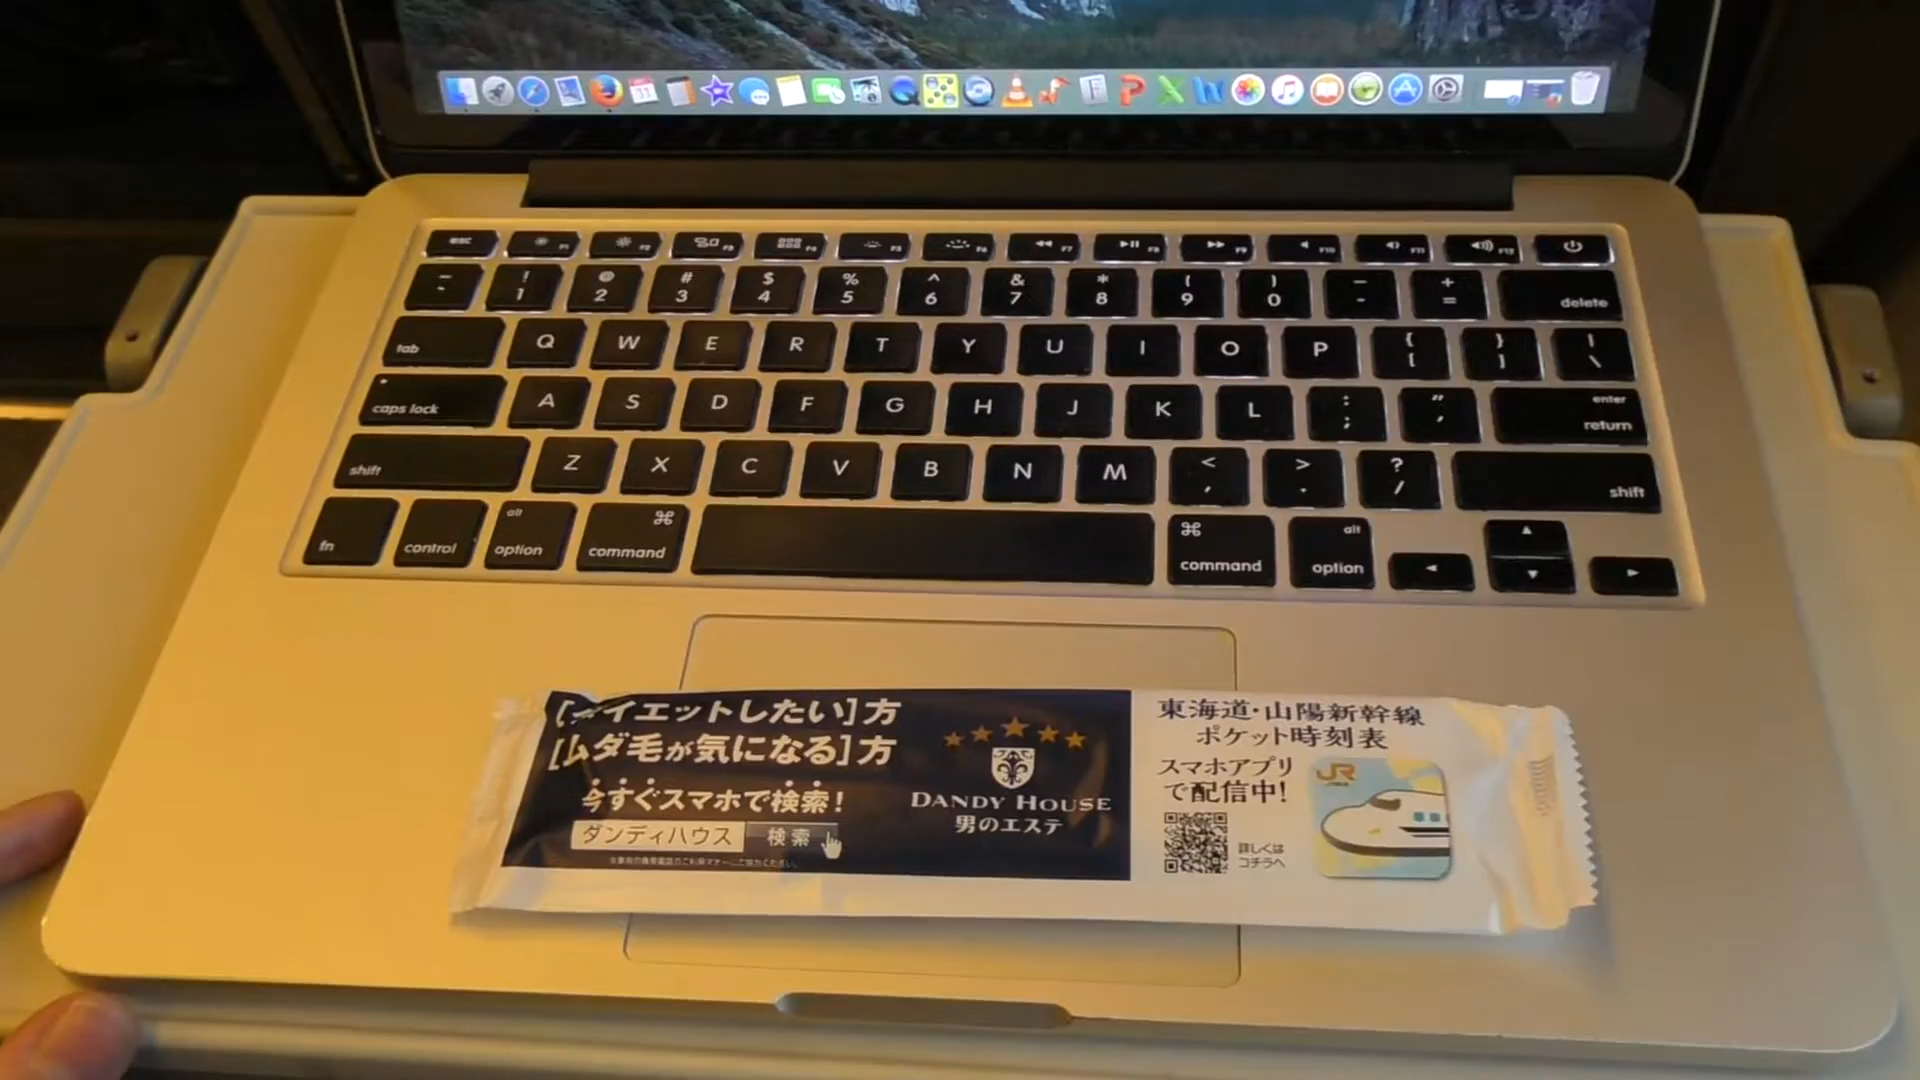 esc F1 F2 F3 F4 F5 F6 F7 F8 F9 F10 F11 F12
~ ! @ # $ % ^ & * ( ) — +
` 1 2 3 4 5 6 7 8 9 0 - = delete
tab Q W E R T Y U I O P { [ } ] | \
caps lock A S D F G H J K L : ; " ' enter return
shift Z X C V B N M < , > . ? / shift
fn control alt option ⌘ command ⌘ command alt option ◀ ▲ ▼ ▶
イエットしたい]方
[ムダ毛が気になる]方
今すぐスマホで検索!
ダンディハウス 検索
DANDY HOUSE
男のエステ
東海道・山陽新幹線
ポケット時刻表
スマホアプリ
で配信中!
詳しくは
コチラへ
JR